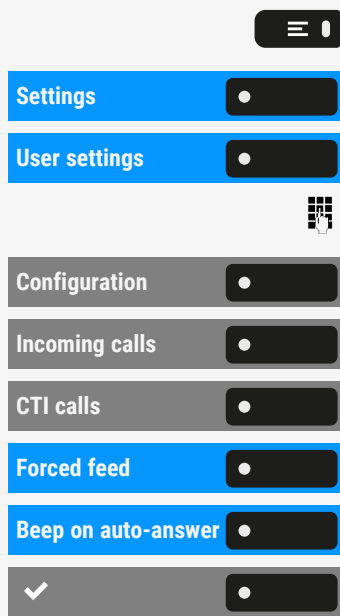 Settings
User settings
Configuration
Incoming calls
CTI calls
Forced feed
Beep on auto-answer